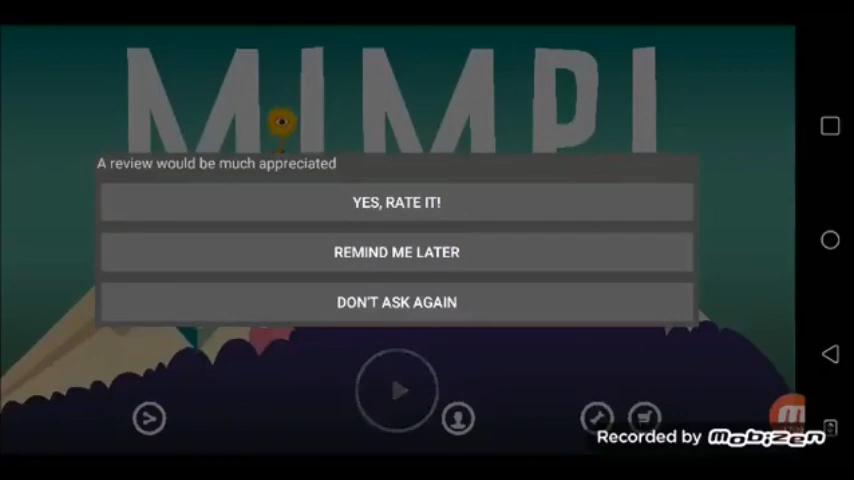 MIMPI
A review would be much appreciated
YES, RATE IT!
REMIND ME LATER
DON'T ASK AGAIN
Recorded by mobizen